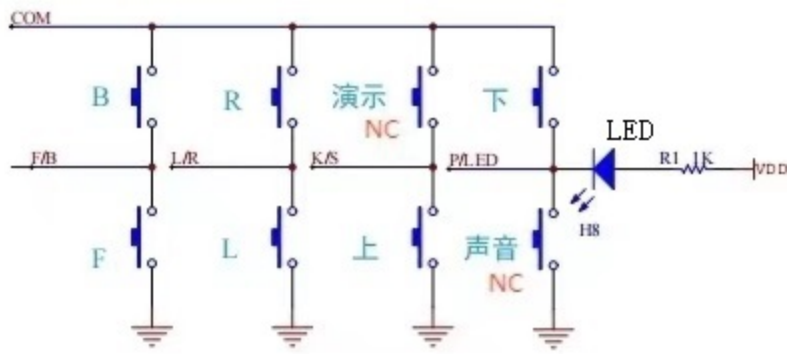 COM
B
R
演示
NC
下
LED
F/B
L/R
K/S
P/LED
R1
1K
VDD
F
L
上
声音
NC
H8